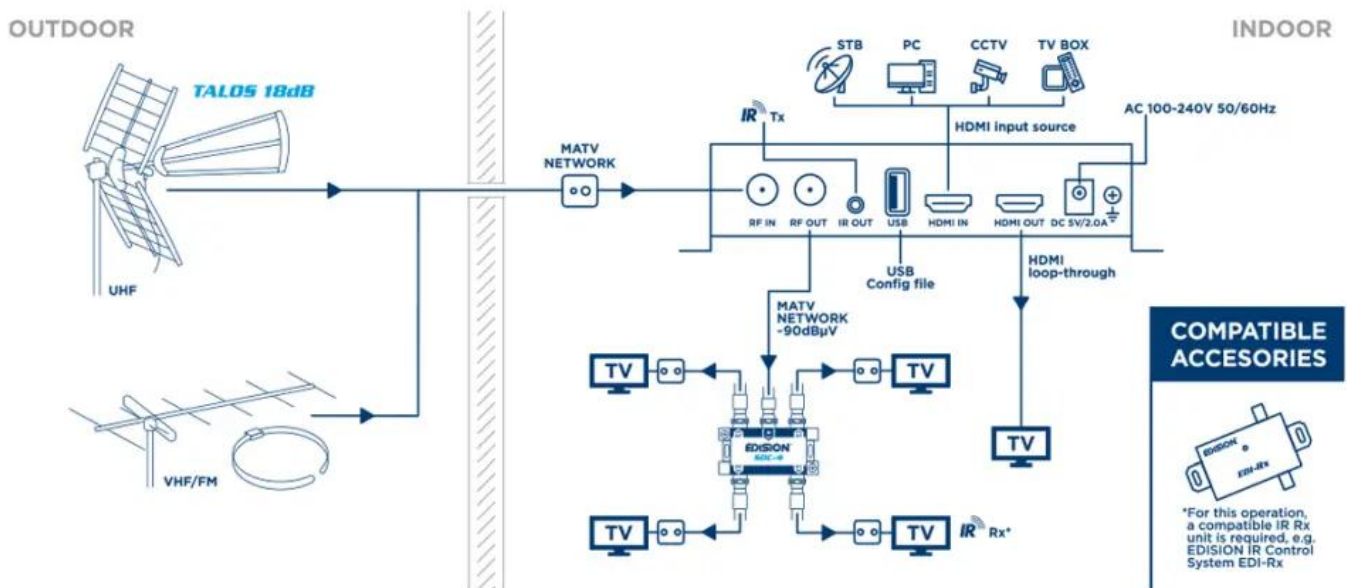 OUTDOOR
INDOOR
TALOS 18dB
UHF
VHF/FM
MATV
NETWORK
STB
PC
CCTV
TV BOX
IR Tx
HDMI input source
AC 100-240V 50/60Hz
RF IN
RF OUT
IR OUT
USB
HDMI IN
HDMI OUT
DC 5V/2.0A
USB
Config file
HDMI
loop-through
MATV
NETWORK
~90dBμV
TV
TV
EDISION
SDC-4
TV
TV
TV
IR Rx*
COMPATIBLE
ACCESORIES
EDISION
EDI-Rx
*For this operation,
a compatible IR Rx
unit is required, e.g.
EDISION IR Control
System EDI-Rx